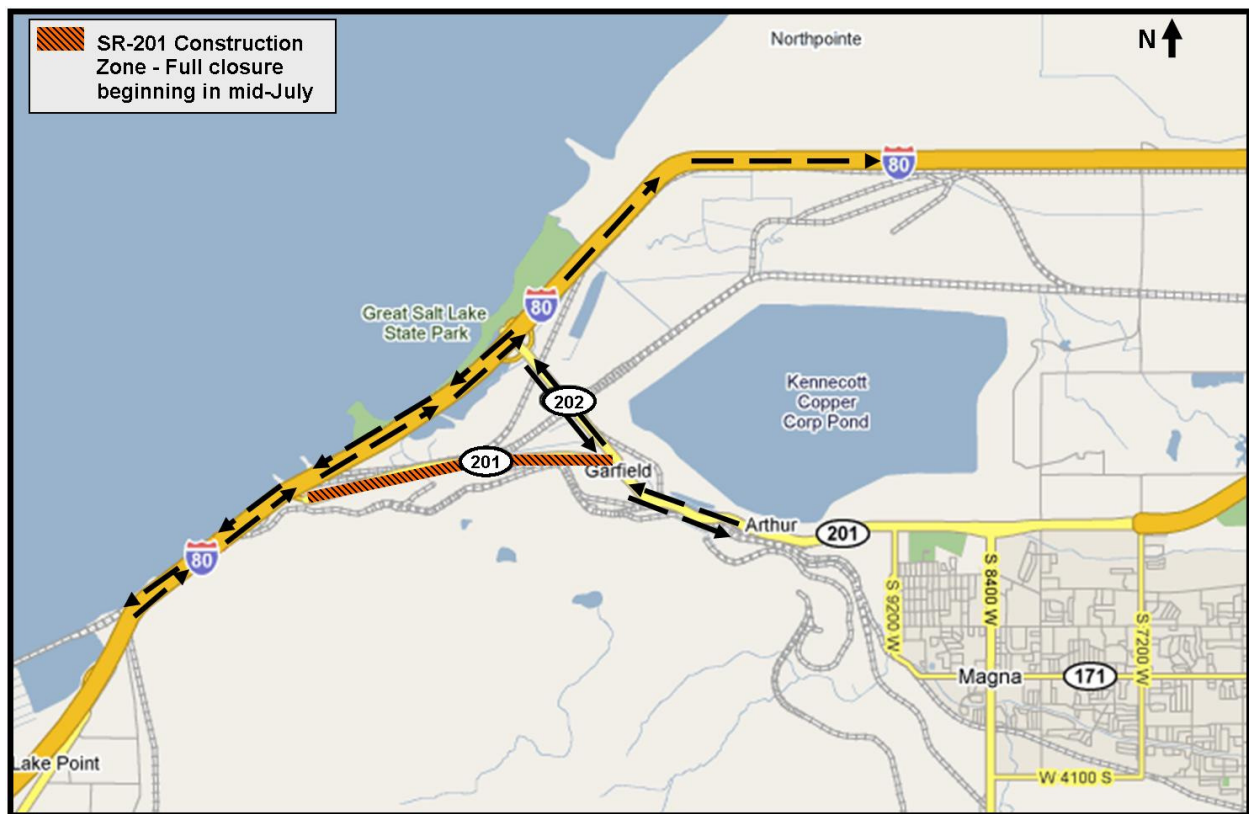 SR-201 Construction
Zone - Full closure
beginning in mid-July
Northpointe
N
80
80
Great Salt Lake
State Park
Kennecott
Copper
Corp Pond
202
201
Garfield
Arthur
201
80
S 9200 W
S 8400 W
S 7200 W
Magna
171
Lake Point
W 4100 S